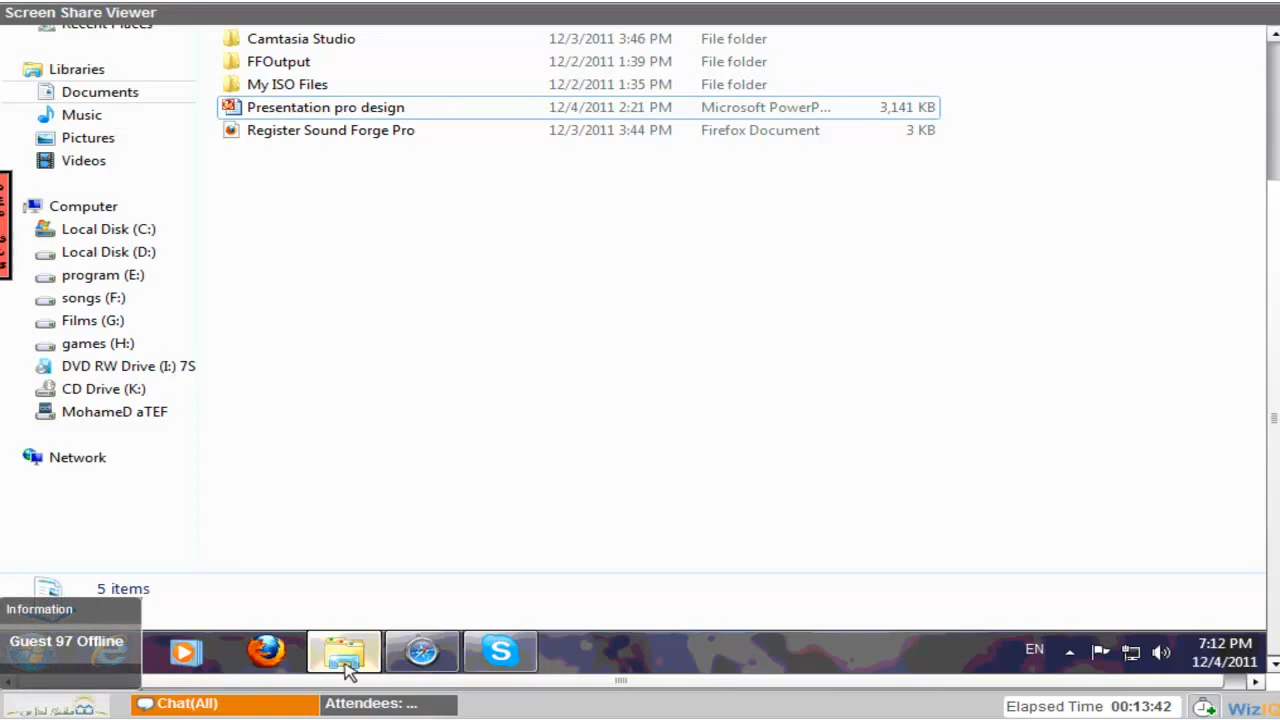 Screen Share Viewer
Recent Places
Libraries
Documents
Music
Pictures
Videos
Computer
Local Disk (C:)
Local Disk (D:)
program (E:)
songs (F:)
Films (G:)
games (H:)
DVD RW Drive (I:) 7S
CD Drive (K:)
MohameD aTEF
Network
Camtasia Studio 12/3/2011 3:46 PM File folder
FFOutput 12/2/2011 1:39 PM File folder
My ISO Files 12/2/2011 1:35 PM File folder
Presentation pro design 12/4/2011 2:21 PM Microsoft PowerP... 3,141 KB
Register Sound Forge Pro 12/3/2011 3:44 PM Firefox Document 3 KB
5 items
Information
Guest 97 Offline
EN
7:12 PM
12/4/2011
Chat(All)
Attendees: ...
Elapsed Time 00:13:42
WizIQ